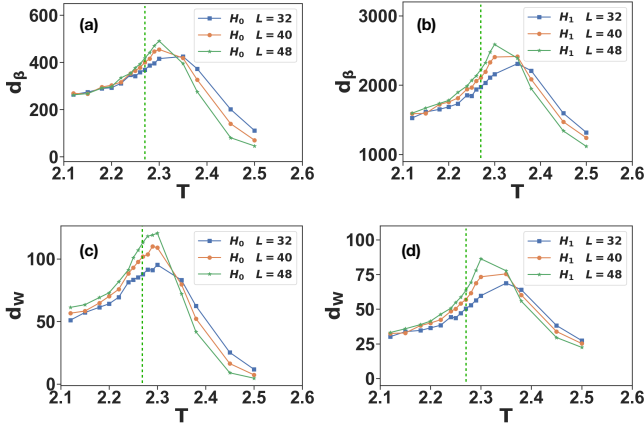 (a)
H₀ L = 32
H₀ L = 40
H₀ L = 48
600
400
200
0
dβ
2.1 2.2 2.3 2.4 2.5 2.6
T
(b)
H₁ L = 32
H₁ L = 40
H₁ L = 48
3000
2000
1000
dβ
2.1 2.2 2.3 2.4 2.5 2.6
T
(c)
H₀ L = 32
H₀ L = 40
H₀ L = 48
100
50
0
dW
2.1 2.2 2.3 2.4 2.5 2.6
T
(d)
H₁ L = 32
H₁ L = 40
H₁ L = 48
100
75
50
25
0
dW
2.1 2.2 2.3 2.4 2.5 2.6
T